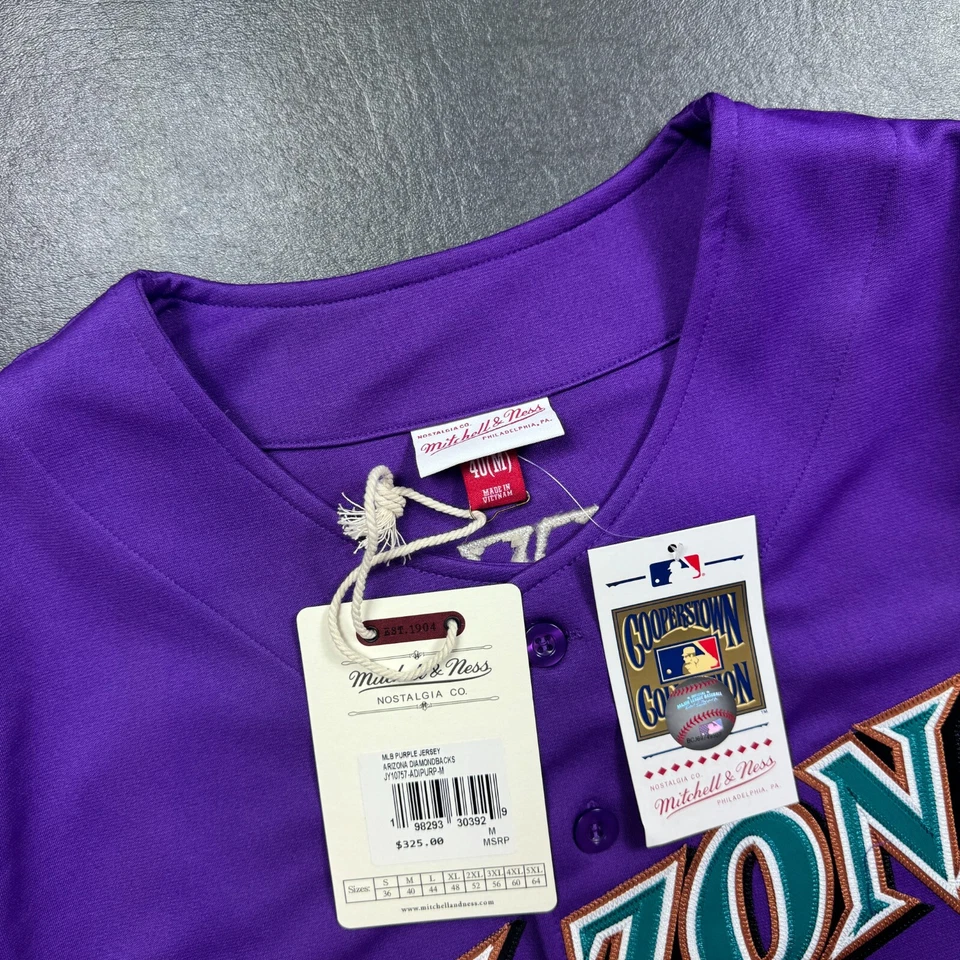 NOSTALGIA CO.
Mitchell & Ness
PHILADELPHIA, PA.
40(M)
MADE IN
VIETNAM
EST. 1904
Mitchell & Ness
NOSTALGIA CO.
MLB PURPLE JERSEY
ARIZONA DIAMONDBACKS
JY10757-ADIPURP-M
1 98293 30392 9
M
$325.00 MSRP
Sizes: S M L XL 2XL 3XL 4XL 5XL
36 40 44 48 52 56 60 64
www.mitchellandness.com
COOPERSTOWN
COLLECTION
TM
NOSTALGIA CO.
Mitchell & Ness
PHILADELPHIA, PA.
ZON